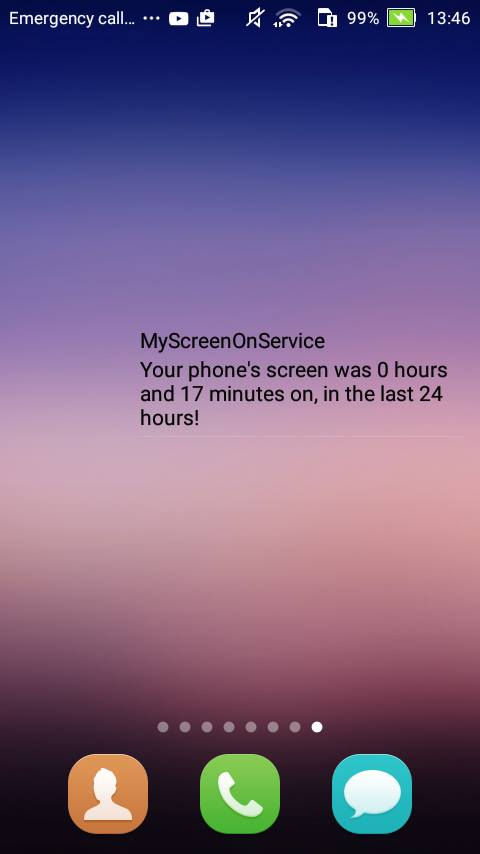 Emergency call... 99% 13:46
MyScreenOnService
Your phone's screen was 0 hours
and 17 minutes on, in the last 24
hours!